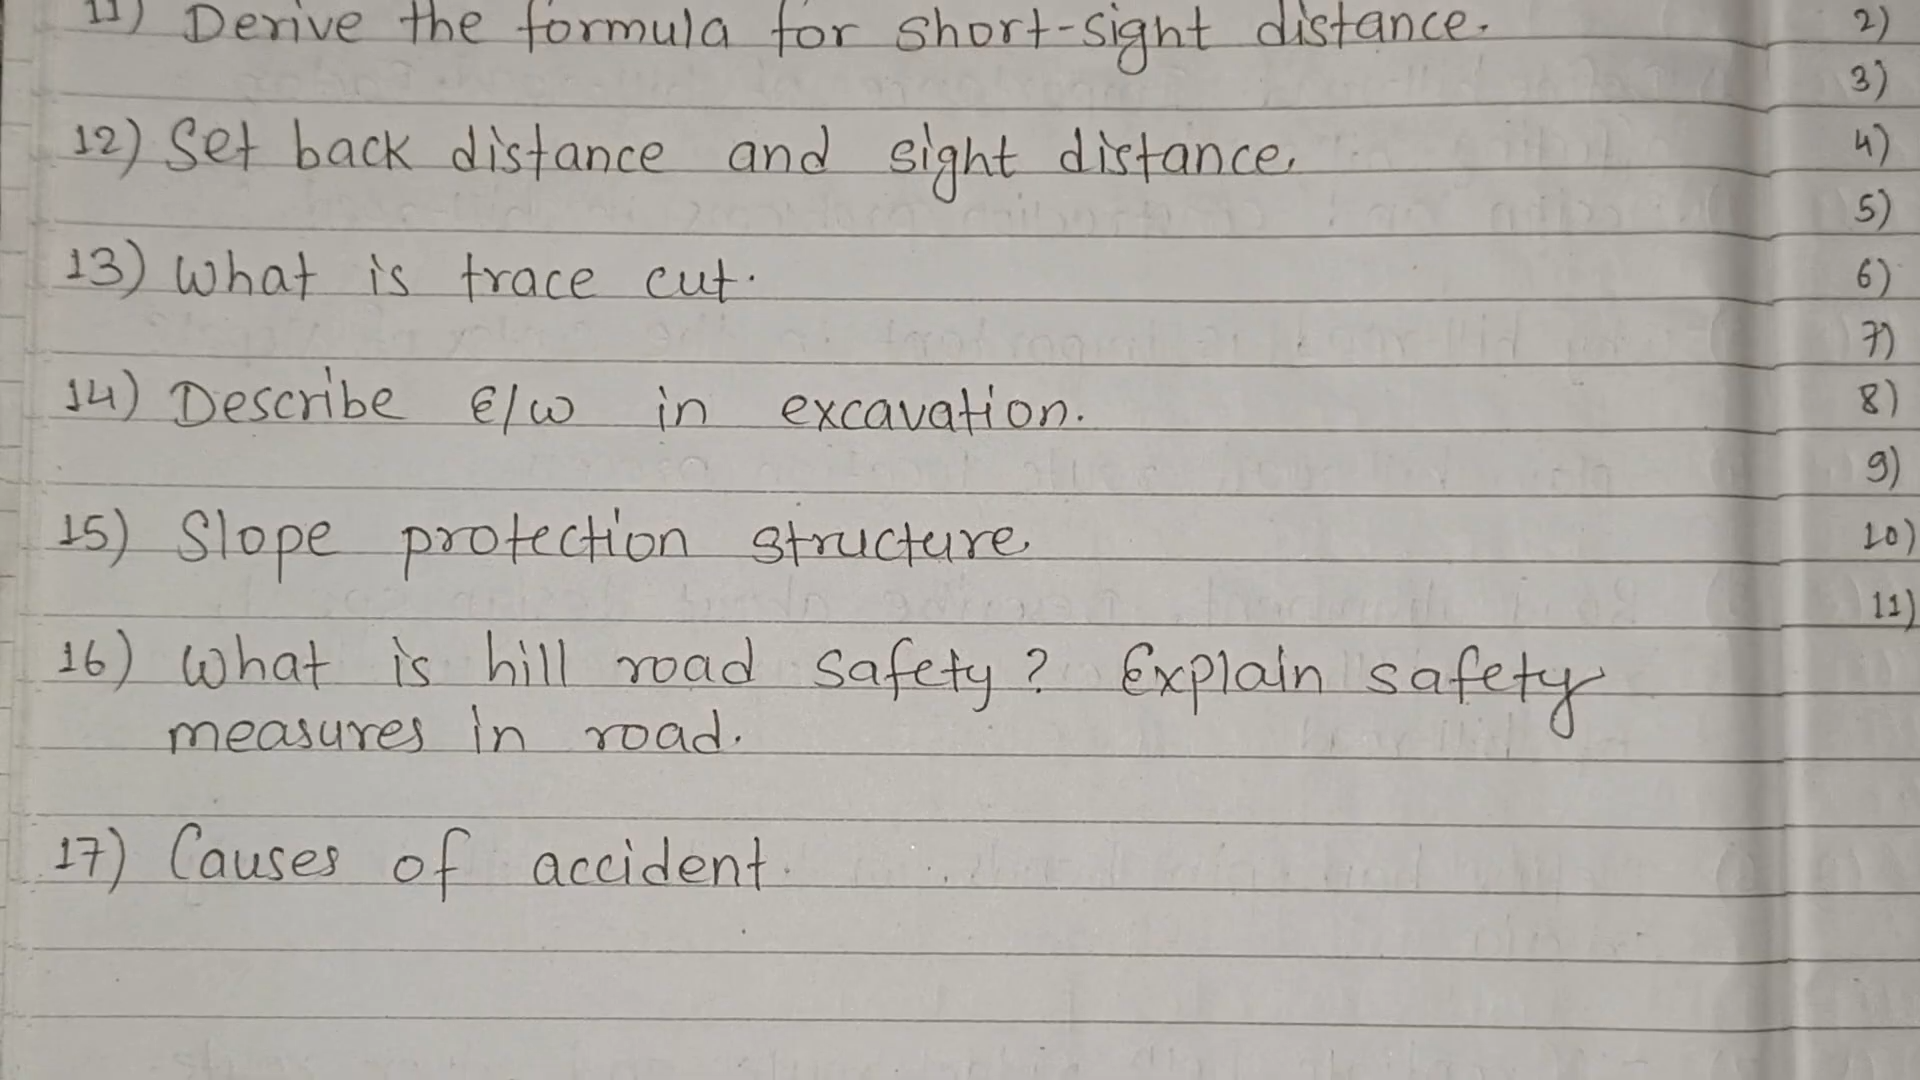 11) Derive the formula for short-sight distance.
12) Set back distance and sight distance.
13) What is trace cut.
14) Describe E/W in excavation.
15) Slope protection structure
16) What is hill road safety? Explain safety
measures in road.
17) Causes of accident.
2)
3)
4)
5)
6)
7)
8)
9)
10)
11)